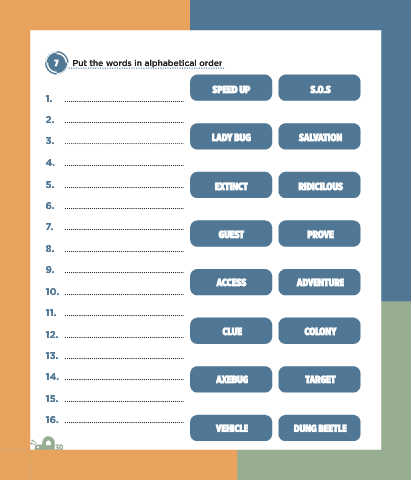 7 Put the words in alphabetical order
SPEED UP S.O.S
1.
2.
LADY BUG SALVATION
3.
4.
EXTINCT RIDICILOUS
5.
6.
GUEST PROVE
7.
8.
ACCESS ADVENTURE
9.
10.
11.
CLUE COLONY
12.
13.
AXEBUG TARGET
14.
15.
16.
VEHICLE DUNG BEETLE
50